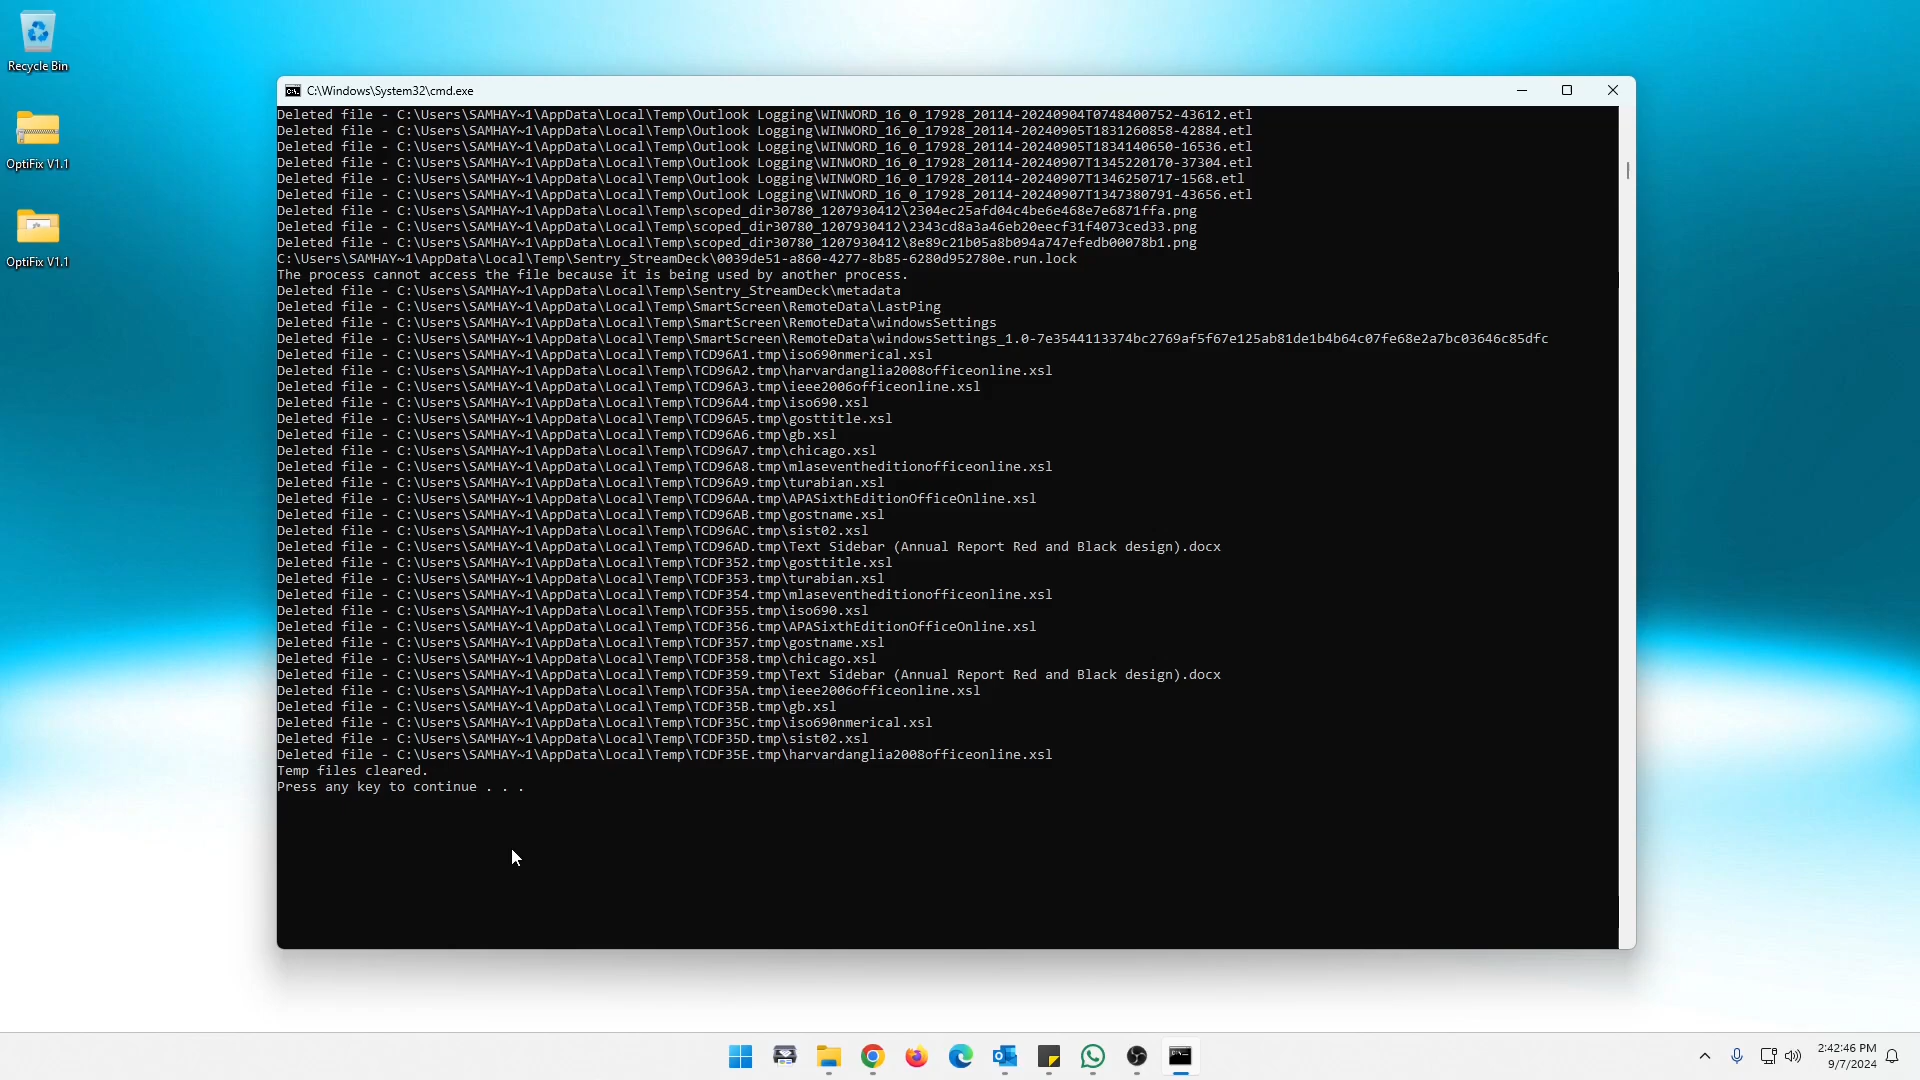 Recycle Bin
OptiFix V1.1
OptiFix V1.1
C:\Windows\System32\cmd.exe
Deleted file - C:\Users\SAMHAY~1\AppData\Local\Temp\Outlook Logging\WINWORD_16_0_17928_20114-20240904T0748400752-43612.etl
Deleted file - C:\Users\SAMHAY~1\AppData\Local\Temp\Outlook Logging\WINWORD_16_0_17928_20114-20240905T1831260858-42884.etl
Deleted file - C:\Users\SAMHAY~1\AppData\Local\Temp\Outlook Logging\WINWORD_16_0_17928_20114-20240905T1834140650-16536.etl
Deleted file - C:\Users\SAMHAY~1\AppData\Local\Temp\Outlook Logging\WINWORD_16_0_17928_20114-20240907T1345220170-37304.etl
Deleted file - C:\Users\SAMHAY~1\AppData\Local\Temp\Outlook Logging\WINWORD_16_0_17928_20114-20240907T1346250717-1568.etl
Deleted file - C:\Users\SAMHAY~1\AppData\Local\Temp\Outlook Logging\WINWORD_16_0_17928_20114-20240907T1347380791-43656.etl
Deleted file - C:\Users\SAMHAY~1\AppData\Local\Temp\scoped_dir30780_1207930412\2304ec25afd04c4be6e468e7e6871ffa.png
Deleted file - C:\Users\SAMHAY~1\AppData\Local\Temp\scoped_dir30780_1207930412\2343cd8a3a46eb20eecf31f4073ced33.png
Deleted file - C:\Users\SAMHAY~1\AppData\Local\Temp\scoped_dir30780_1207930412\8e89c21b05a8b094a747efedb00078b1.png
C:\Users\SAMHAY~1\AppData\Local\Temp\Sentry_StreamDeck\0039de51-a860-4277-8b85-6280d952780e.run.lock
The process cannot access the file because it is being used by another process.
Deleted file - C:\Users\SAMHAY~1\AppData\Local\Temp\Sentry_StreamDeck\metadata
Deleted file - C:\Users\SAMHAY~1\AppData\Local\Temp\SmartScreen\RemoteData\LastPing
Deleted file - C:\Users\SAMHAY~1\AppData\Local\Temp\SmartScreen\RemoteData\windowsSettings
Deleted file - C:\Users\SAMHAY~1\AppData\Local\Temp\SmartScreen\RemoteData\windowsSettings_1.0-7e3544113374bc2769af5f67e125ab81de1b4b64c07fe68e2a7bc03646c85dfc
Deleted file - C:\Users\SAMHAY~1\AppData\Local\Temp\TCD96A1.tmp\iso690nmerical.xsl
Deleted file - C:\Users\SAMHAY~1\AppData\Local\Temp\TCD96A2.tmp\harvardanglia2008officeonline.xsl
Deleted file - C:\Users\SAMHAY~1\AppData\Local\Temp\TCD96A3.tmp\ieee2006officeonline.xsl
Deleted file - C:\Users\SAMHAY~1\AppData\Local\Temp\TCD96A4.tmp\iso690.xsl
Deleted file - C:\Users\SAMHAY~1\AppData\Local\Temp\TCD96A5.tmp\gosttitle.xsl
Deleted file - C:\Users\SAMHAY~1\AppData\Local\Temp\TCD96A6.tmp\gb.xsl
Deleted file - C:\Users\SAMHAY~1\AppData\Local\Temp\TCD96A7.tmp\chicago.xsl
Deleted file - C:\Users\SAMHAY~1\AppData\Local\Temp\TCD96A8.tmp\mlaseventheditionofficeonline.xsl
Deleted file - C:\Users\SAMHAY~1\AppData\Local\Temp\TCD96A9.tmp\turabian.xsl
Deleted file - C:\Users\SAMHAY~1\AppData\Local\Temp\TCD96AA.tmp\APASixthEditionOfficeOnline.xsl
Deleted file - C:\Users\SAMHAY~1\AppData\Local\Temp\TCD96AB.tmp\gostname.xsl
Deleted file - C:\Users\SAMHAY~1\AppData\Local\Temp\TCD96AC.tmp\sist02.xsl
Deleted file - C:\Users\SAMHAY~1\AppData\Local\Temp\TCD96AD.tmp\Text Sidebar (Annual Report Red and Black design).docx
Deleted file - C:\Users\SAMHAY~1\AppData\Local\Temp\TCDF352.tmp\gosttitle.xsl
Deleted file - C:\Users\SAMHAY~1\AppData\Local\Temp\TCDF353.tmp\turabian.xsl
Deleted file - C:\Users\SAMHAY~1\AppData\Local\Temp\TCDF354.tmp\mlaseventheditionofficeonline.xsl
Deleted file - C:\Users\SAMHAY~1\AppData\Local\Temp\TCDF355.tmp\iso690.xsl
Deleted file - C:\Users\SAMHAY~1\AppData\Local\Temp\TCDF356.tmp\APASixthEditionOfficeOnline.xsl
Deleted file - C:\Users\SAMHAY~1\AppData\Local\Temp\TCDF357.tmp\gostname.xsl
Deleted file - C:\Users\SAMHAY~1\AppData\Local\Temp\TCDF358.tmp\chicago.xsl
Deleted file - C:\Users\SAMHAY~1\AppData\Local\Temp\TCDF359.tmp\Text Sidebar (Annual Report Red and Black design).docx
Deleted file - C:\Users\SAMHAY~1\AppData\Local\Temp\TCDF35A.tmp\ieee2006officeonline.xsl
Deleted file - C:\Users\SAMHAY~1\AppData\Local\Temp\TCDF35B.tmp\gb.xsl
Deleted file - C:\Users\SAMHAY~1\AppData\Local\Temp\TCDF35C.tmp\iso690nmerical.xsl
Deleted file - C:\Users\SAMHAY~1\AppData\Local\Temp\TCDF35D.tmp\sist02.xsl
Deleted file - C:\Users\SAMHAY~1\AppData\Local\Temp\TCDF35E.tmp\harvardanglia2008officeonline.xsl
Temp files cleared.
Press any key to continue . . .
2:42:46 PM
9/7/2024